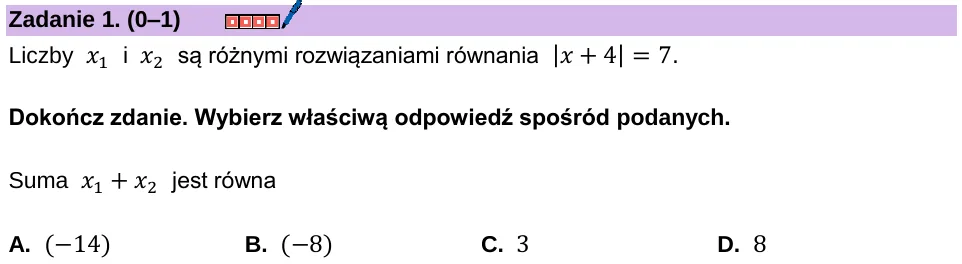 Zadanie 1. (0–1)
Liczby x₁ i x₂ są różnymi rozwiązaniami równania |x + 4| = 7.
Dokończ zdanie. Wybierz właściwą odpowiedź spośród podanych.
Suma x₁ + x₂ jest równa
A. (−14) B. (−8) C. 3 D. 8